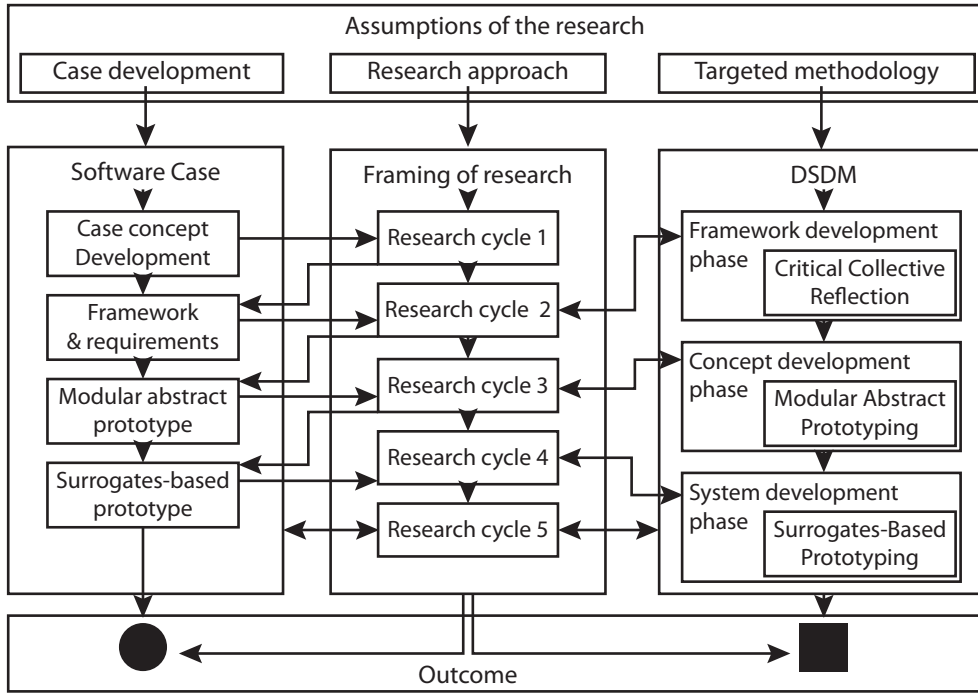 Assumptions of the research
Case development
Research approach
Targeted methodology
Software Case
Case concept
Development
Framework
& requirements
Modular abstract
prototype
Surrogates-based
prototype
Framing of research
Research cycle 1
Research cycle 2
Research cycle 3
Research cycle 4
Research cycle 5
DSDM
Framework development
phase
Critical Collective
Reflection
Concept development
phase
Modular Abstract
Prototyping
System development
phase
Surrogates-Based
Prototyping
Outcome